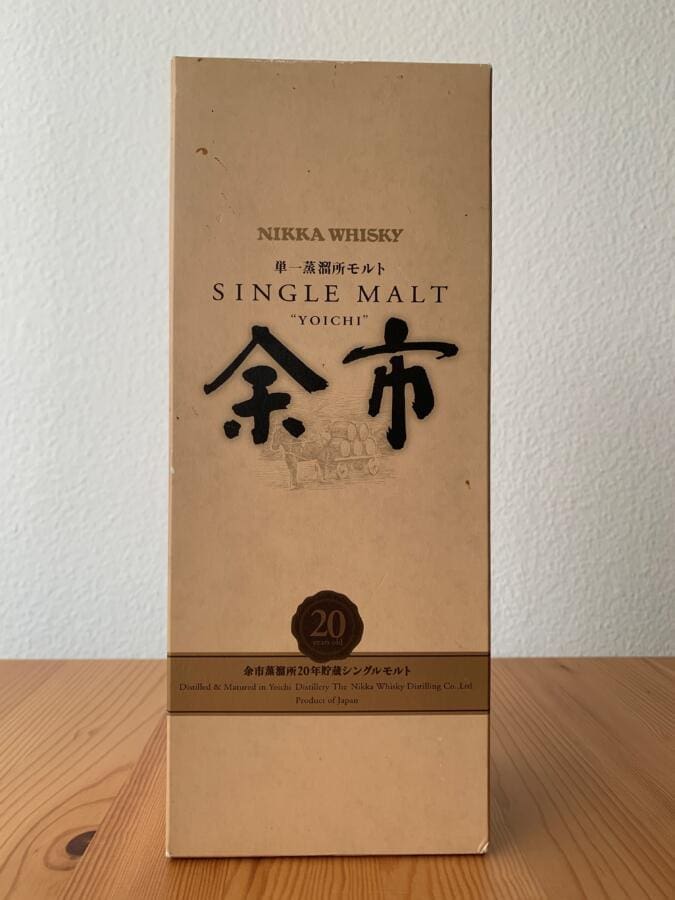 NIKKA WHISKY
単一蒸溜所モルト
SINGLE MALT
"YOICHI"
余市
20
years old
余市蒸溜所20年貯蔵シングルモルト
Distilled & Matured in Yoichi Distillery The Nikka Whisky Distilling Co.,Ltd
Product of Japan